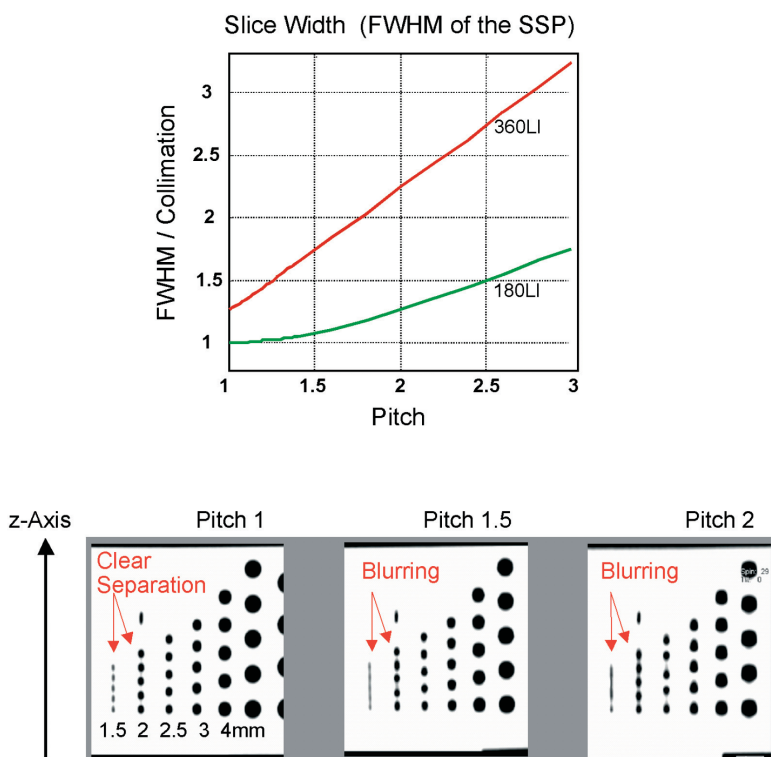 Slice Width (FWHM of the SSP)
FWHM / Collimation
3
2.5
2
1.5
1
360LI
180LI
1 1.5 2 2.5 3
Pitch
z-Axis Pitch 1 Pitch 1.5 Pitch 2
Clear
Separation
Blurring
Blurring
1.5 2 2.5 3 4mm